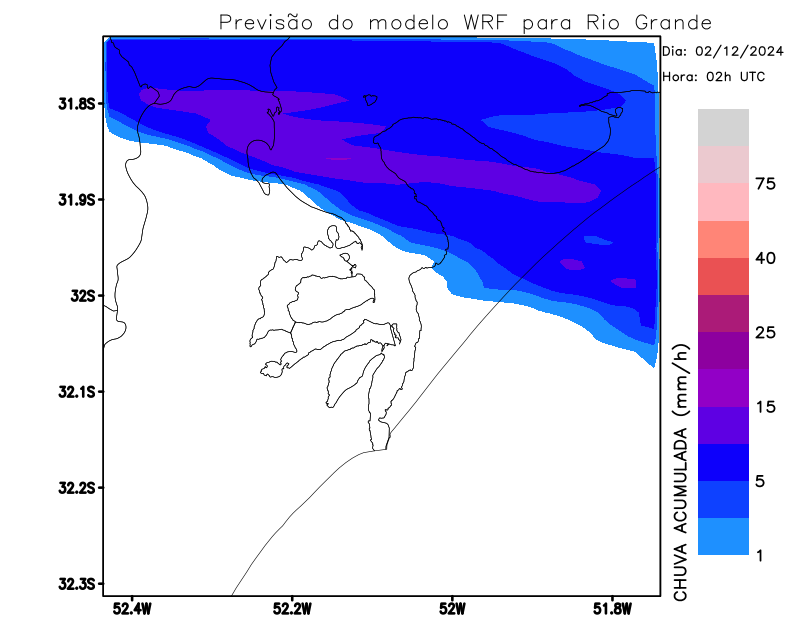 Previsão do modelo WRF para Rio Grande
Dia: 02/12/2024
Hora: 02h UTC
31.8S
31.9S
32S
32.1S
32.2S
32.3S
52.4W
52.2W
52W
51.8W
75
40
25
15
5
1
CHUVA ACUMULADA (mm/h)